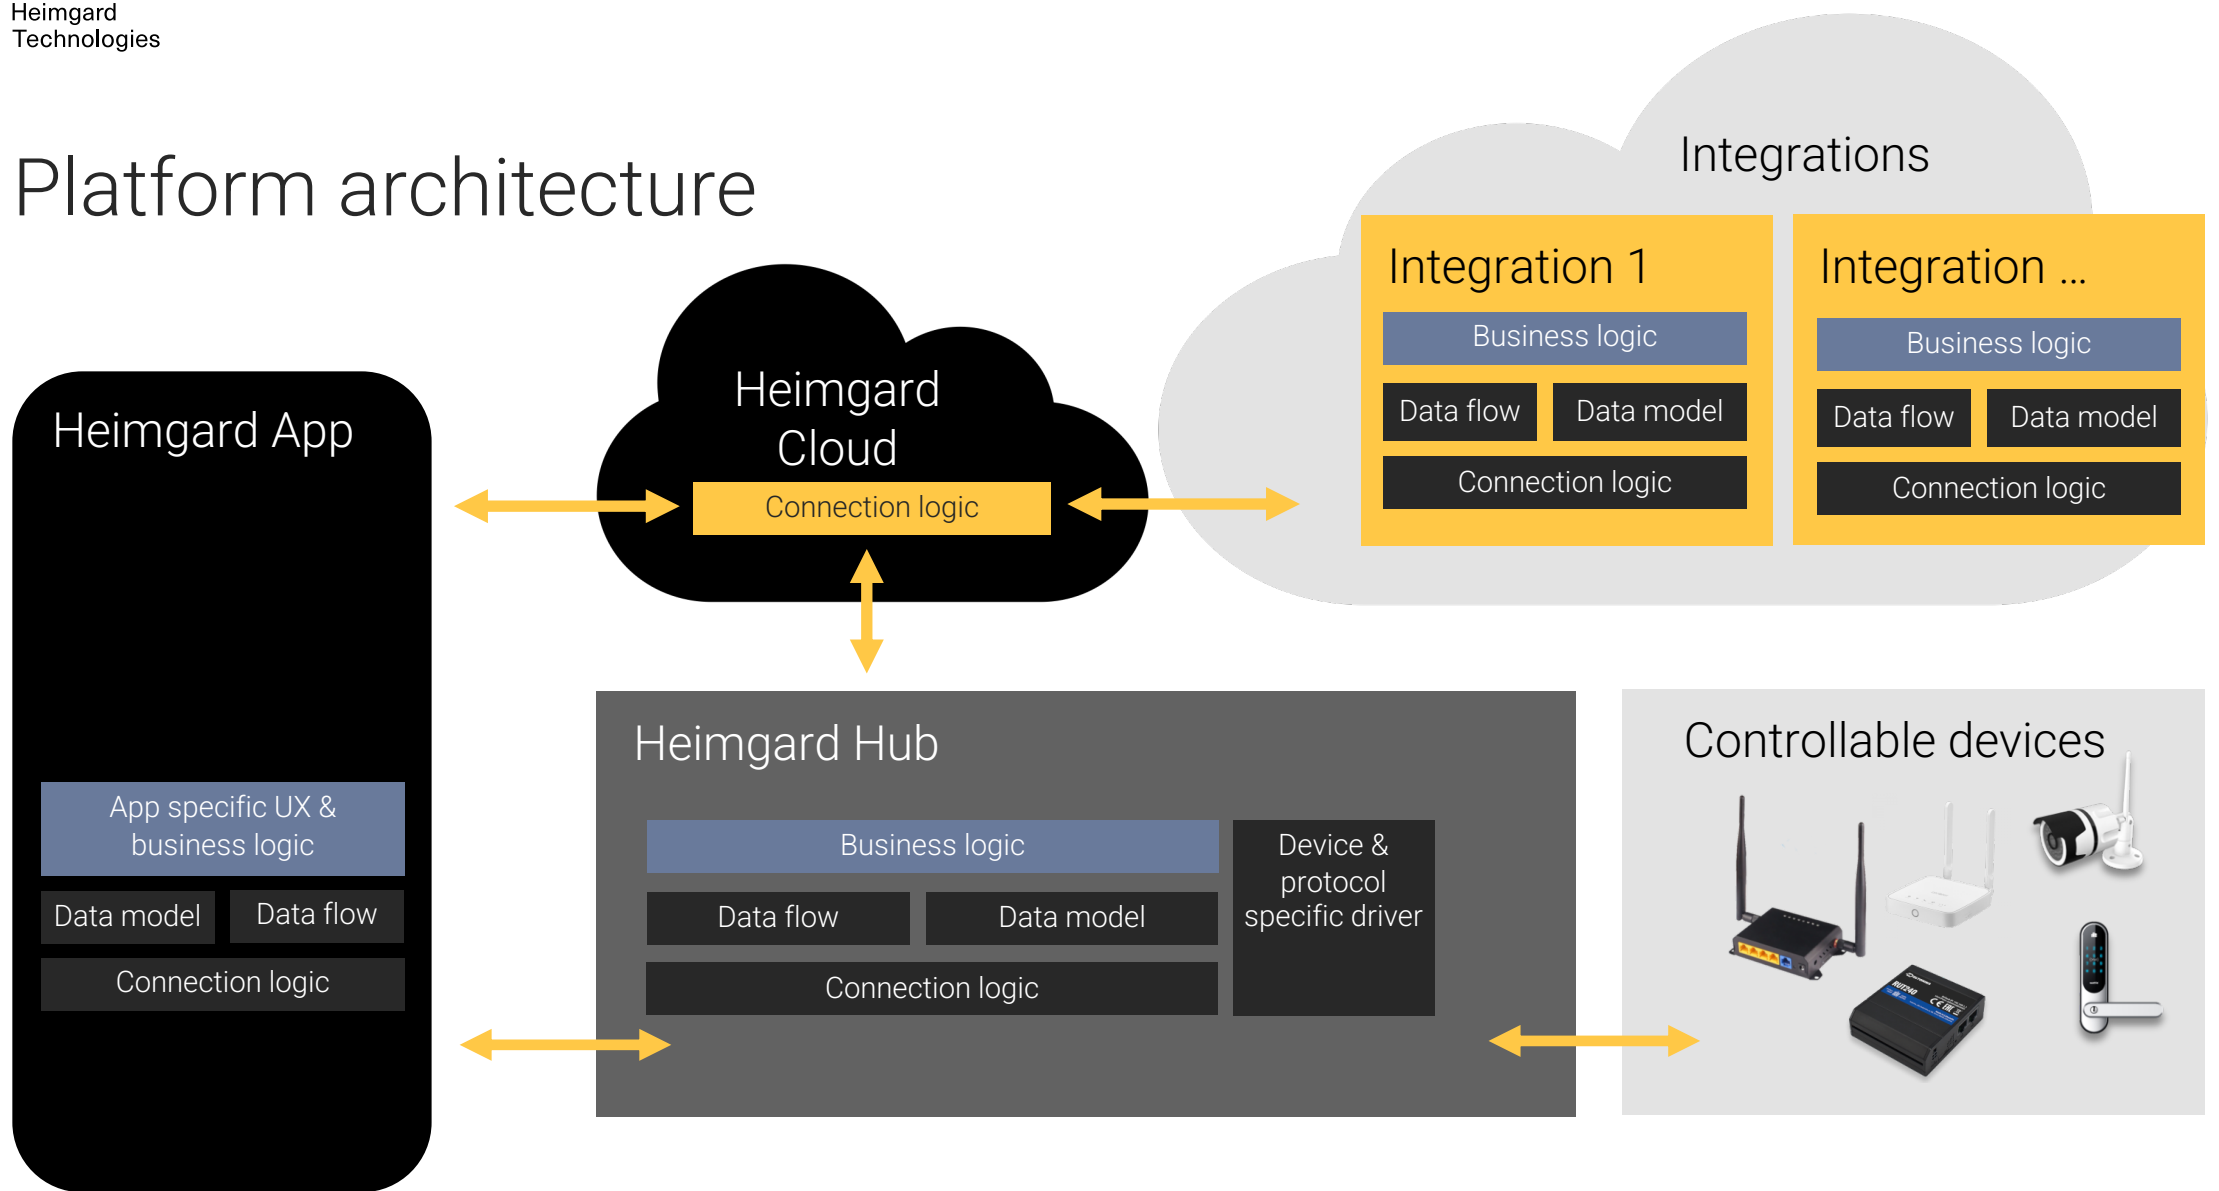 Heimgard
Technologies
Platform architecture
Integrations
Integration 1
Business logic
Data flow
Data model
Connection logic
Integration ...
Business logic
Data flow
Data model
Connection logic
Heimgard
Cloud
Connection logic
Heimgard App
App specific UX &
business logic
Data model
Data flow
Connection logic
Heimgard Hub
Business logic
Data flow
Data model
Connection logic
Device &
protocol
specific driver
Controllable devices
RUT240